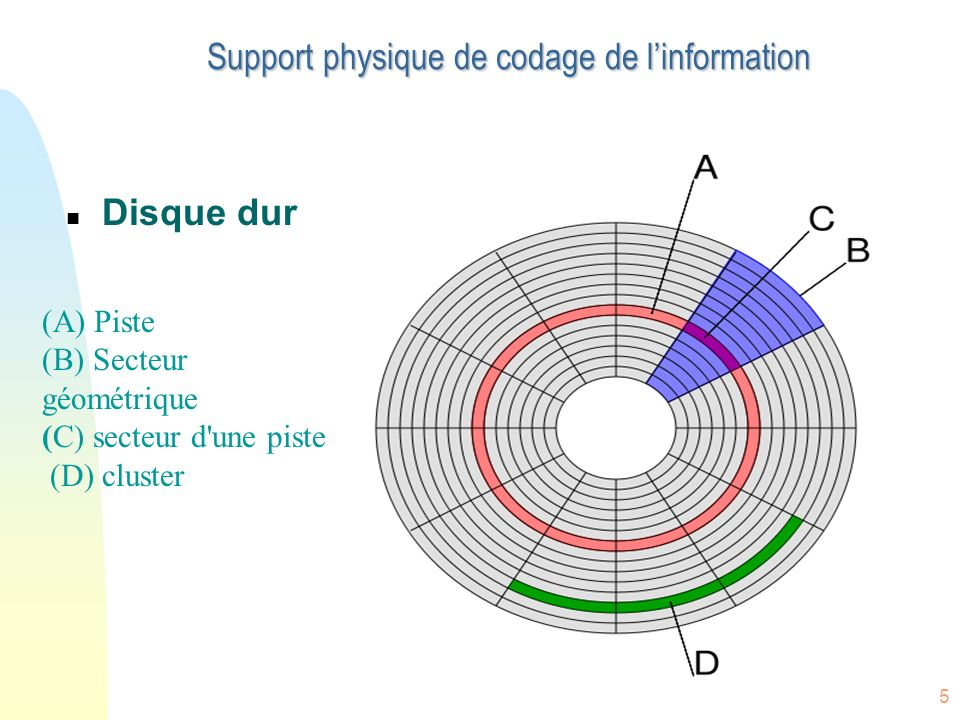 Support physique de codage de l’information
Disque dur
(A) Piste
(B) Secteur
géométrique
(C) secteur d'une piste
(D) cluster
A
C
B
D
5